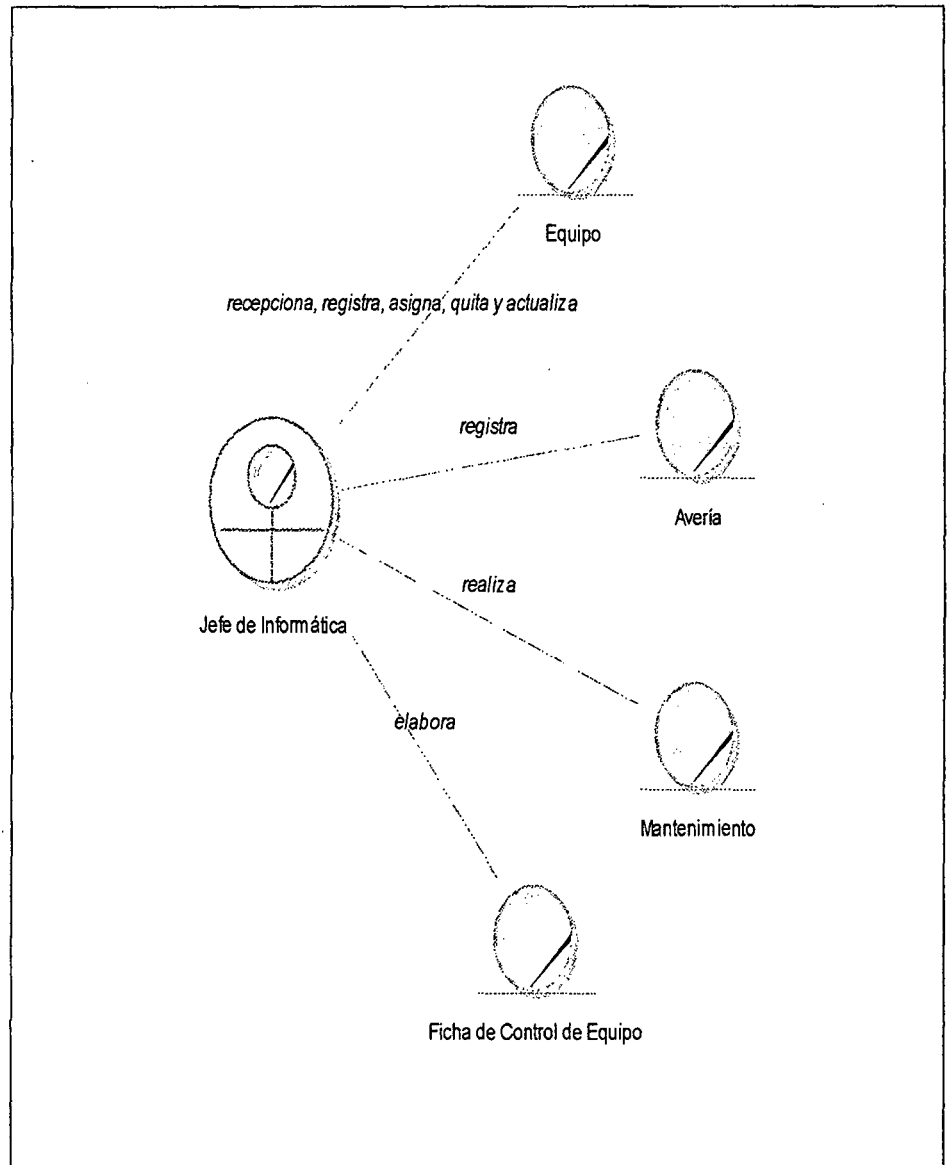 Equipo
recepciona, registra, asigna, quita y actualiza
registra
Avería
realiza
Jefe de Informática
elabora
Mantenimiento
Ficha de Control de Equipo